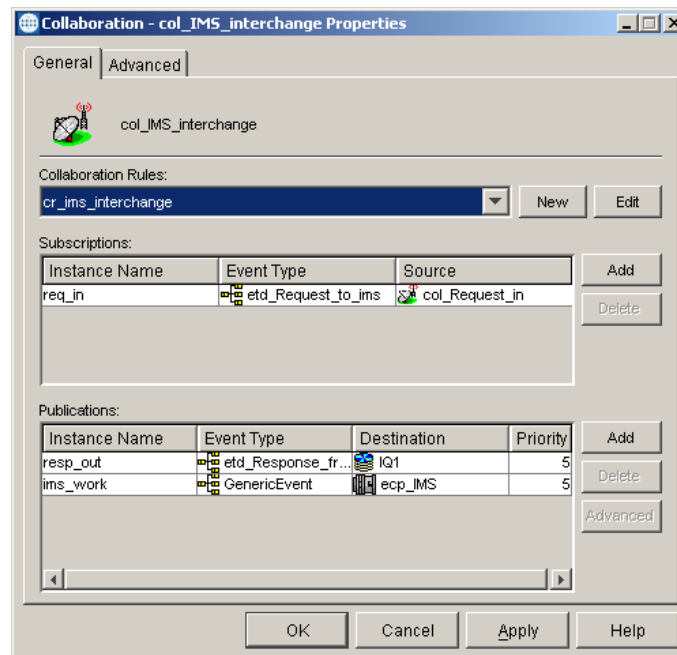 Collaboration - col_IMS_interchange Properties
General Advanced
col_IMS_interchange
Collaboration Rules:
cr_ims_interchange New Edit
Subscriptions:
Instance Name Event Type Source Add
req_in etd_Request_to_ims col_Request_in
Delete
Publications:
Instance Name Event Type Destination Priority Add
resp_out etd_Response_fr... IQ1 5
ims_work GenericEvent ecp_IMS 5
Delete
Advanced
OK Cancel Apply Help